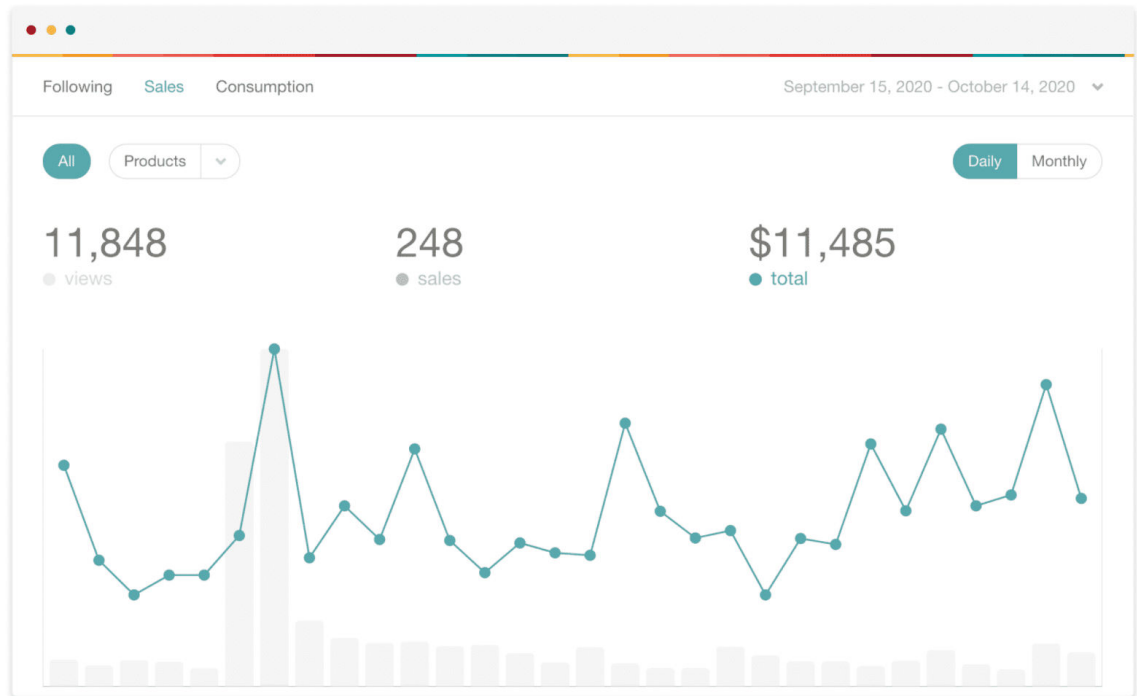 Following Sales Consumption September 15, 2020 - October 14, 2020
All Products Daily Monthly
11,848 248 $11,485
views sales total